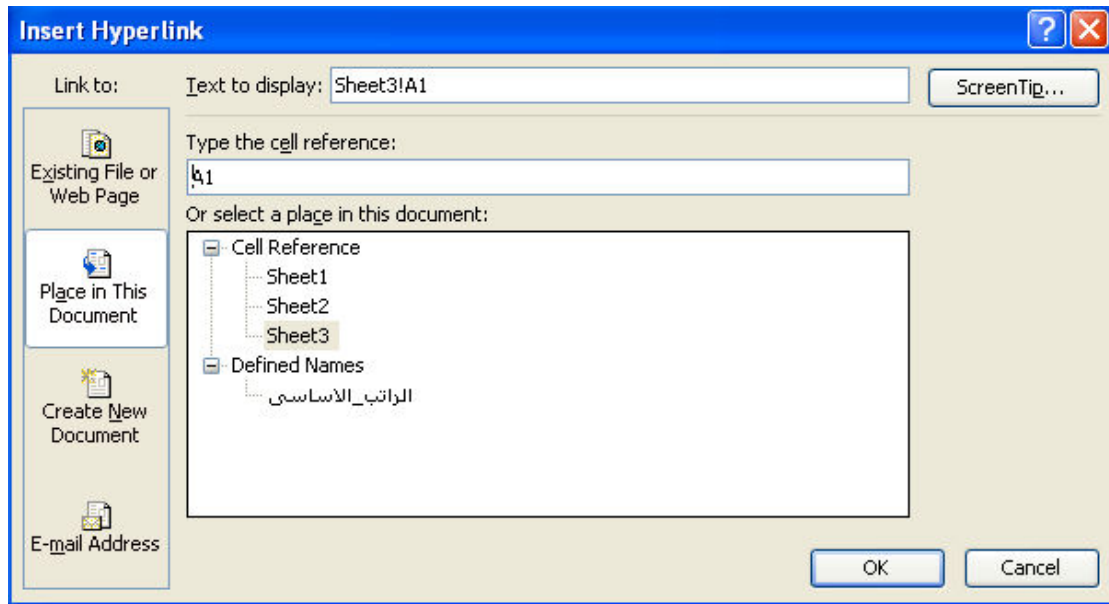 Insert Hyperlink
Link to:
Text to display: Sheet3!A1
ScreenTip...
Existing File or
Web Page
Place in This
Document
Create New
Document
E-mail Address
Type the cell reference:
A1
Or select a place in this document:
Cell Reference
Sheet1
Sheet2
Sheet3
Defined Names
الراتب_الاساسى
OK
Cancel